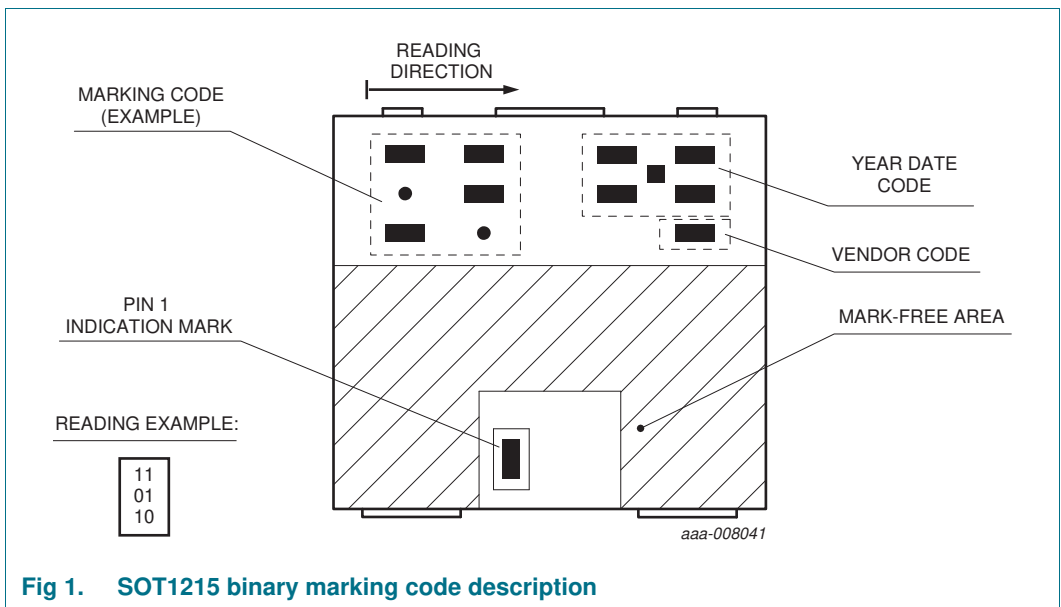 READING
DIRECTION
MARKING CODE
(EXAMPLE)
YEAR DATE
CODE
VENDOR CODE
PIN 1
INDICATION MARK
MARK-FREE AREA
READING EXAMPLE:
11
01
10
aaa-008041
Fig 1. SOT1215 binary marking code description